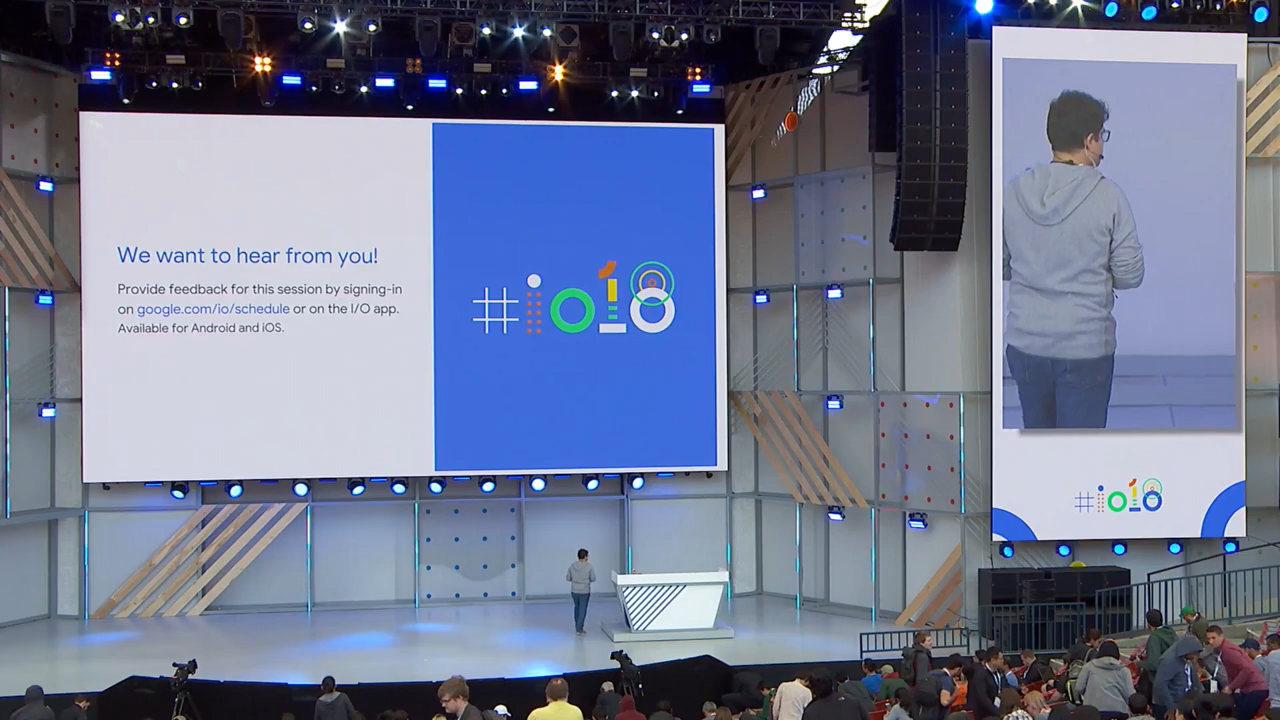 We want to hear from you!
Provide feedback for this session by signing-in
on google.com/io/schedule or on the I/O app.
Available for Android and iOS.
#io18
#io18